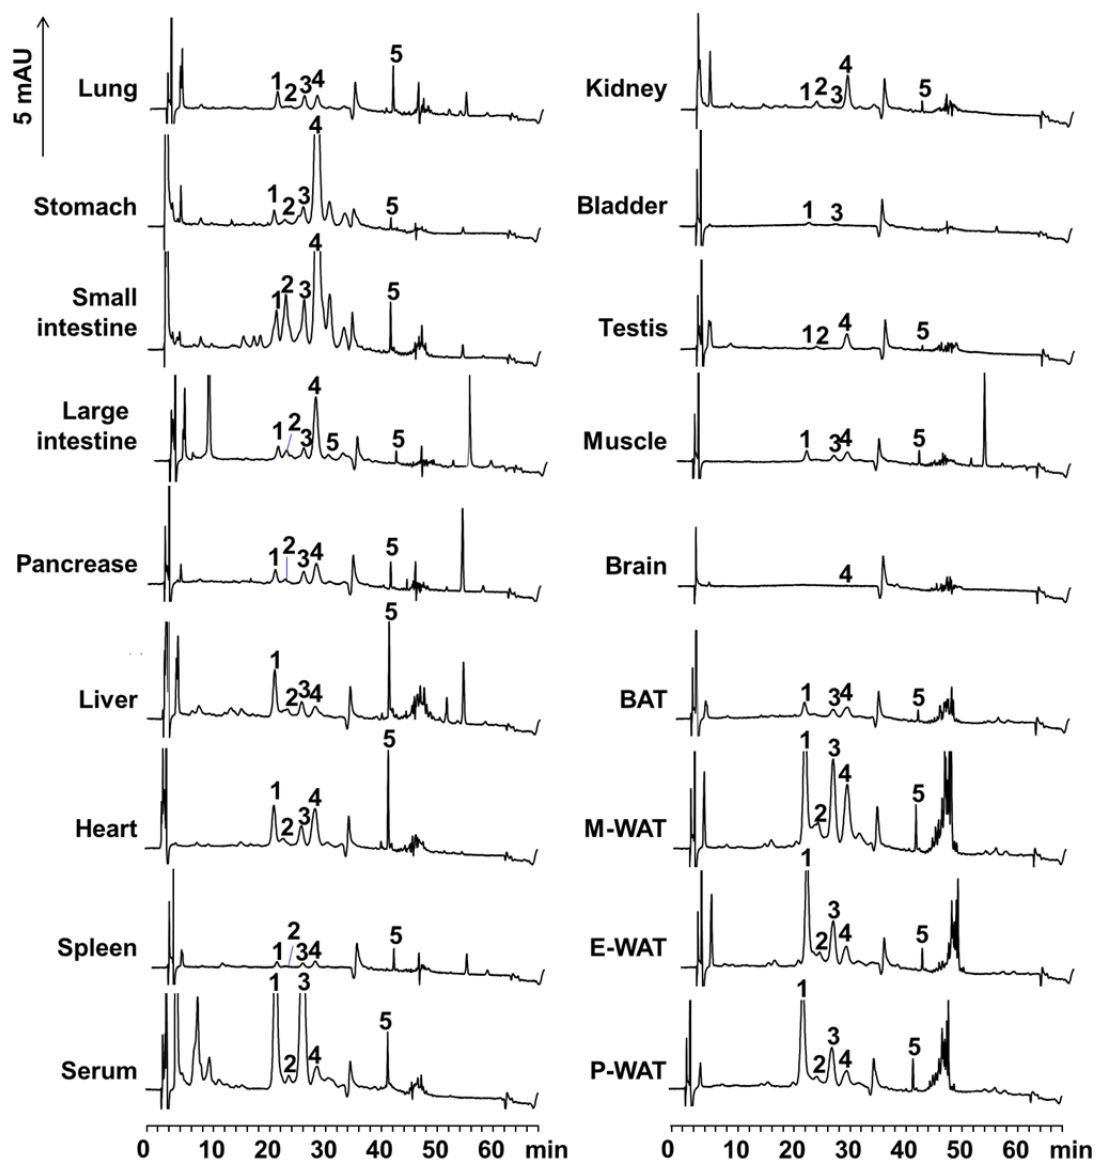 5 mAU
Lung
1 2 3 4 5
Stomach
1 2 3 4 5
Small
intestine
1 2 3 4 5
Large
intestine
1 2 3 4 5 5
Pancrease
1 2 3 4 5
Liver
1 2 3 4 5
Heart
1 2 3 4 5
Spleen
1 2 3 4 5
Serum
1 2 3 4 5
0 10 20 30 40 50 60 min
Kidney
1 2 3 4 5
Bladder
1 3
Testis
1 2 4 5
Muscle
1 3 4 5
Brain
4
BAT
1 3 4 5
M-WAT
1 2 3 4 5
E-WAT
1 2 3 4 5
P-WAT
1 2 3 4 5
0 10 20 30 40 50 60 min